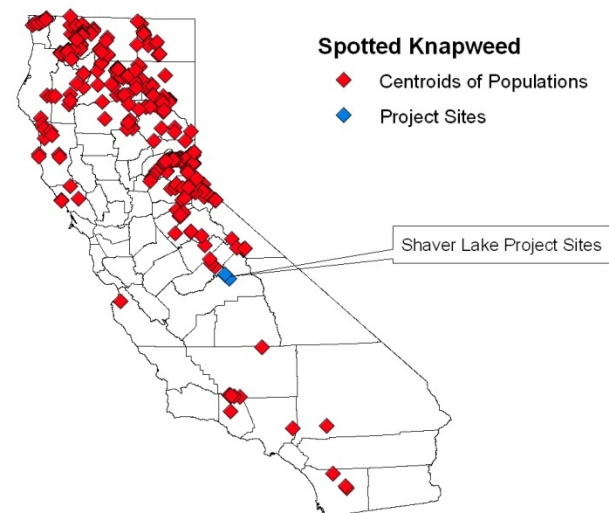 Spotted Knapweed
Centroids of Populations
Project Sites
Shaver Lake Project Sites